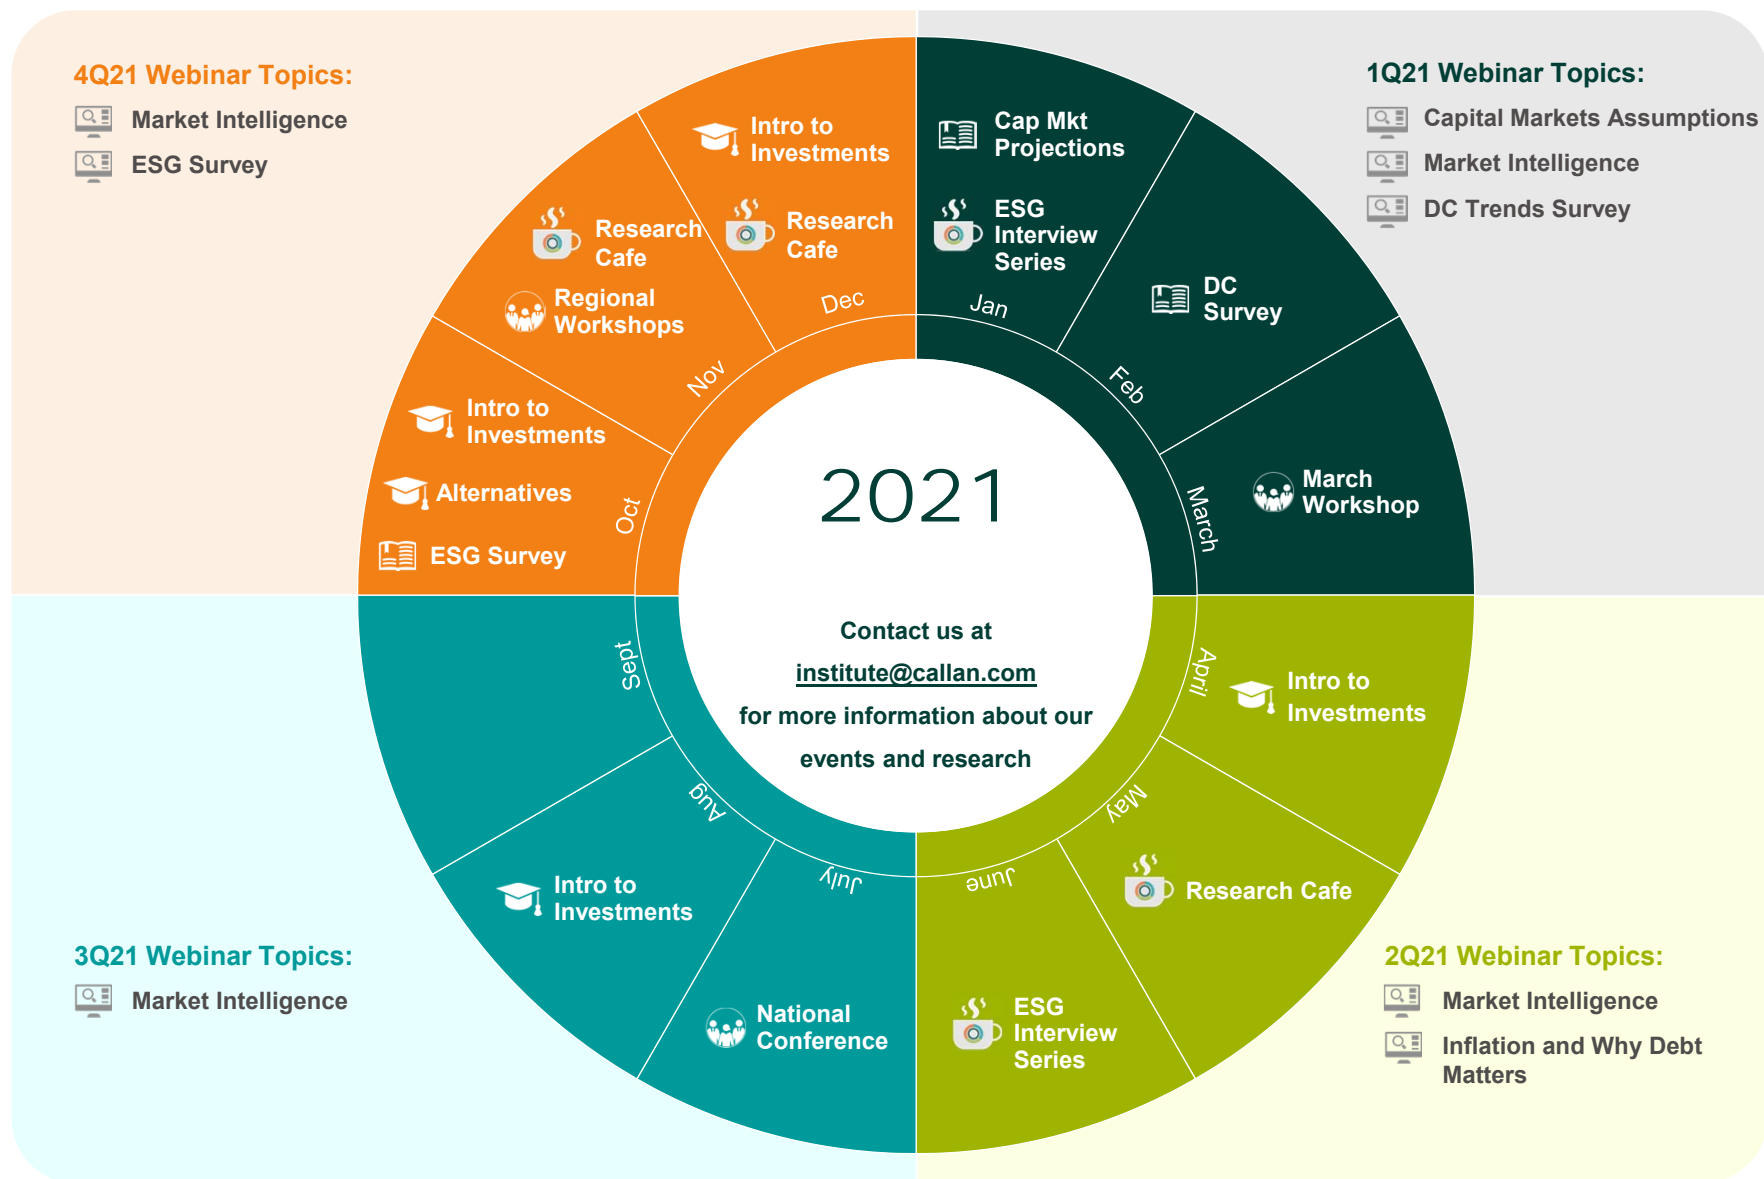 4Q21 Webinar Topics:
Market Intelligence
ESG Survey
1Q21 Webinar Topics:
Capital Markets Assumptions
Market Intelligence
DC Trends Survey
Cap Mkt
Projections
ESG
Interview
Series
Jan
DC
Survey
Feb
March
Workshop
March
Intro to
Investments
April
Research Cafe
May
ESG
Interview
Series
June
National
Conference
July
Intro to
Investments
Aug
Sept
Intro to
Investments
Alternatives
ESG Survey
Oct
Research
Cafe
Regional
Workshops
Nov
Intro to
Investments
Research
Cafe
Dec
2021
Contact us at
institute@callan.com
for more information about our
events and research
3Q21 Webinar Topics:
Market Intelligence
2Q21 Webinar Topics:
Market Intelligence
Inflation and Why Debt
Matters